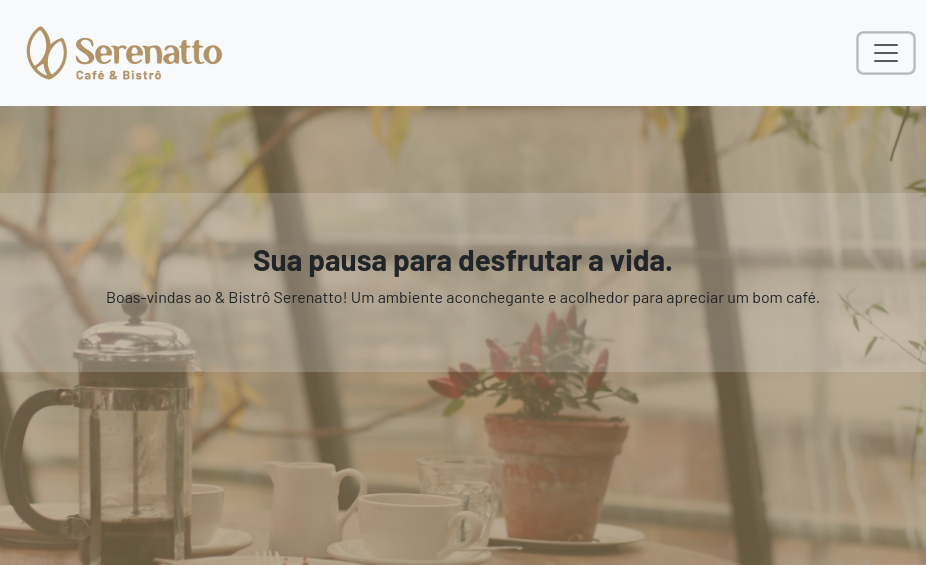 Serenatto
Café & Bistrô
Sua pausa para desfrutar a vida.
Boas-vindas ao & Bistrô Serenatto! Um ambiente aconchegante e acolhedor para apreciar um bom café.